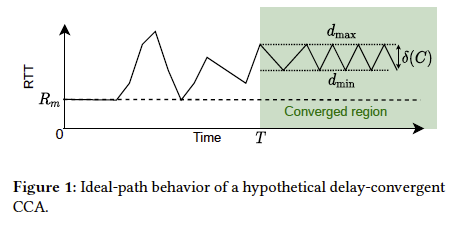 d_max
δ(C)
RTT
d_min
R_m
Converged region
0
Time
T
Figure 1: Ideal-path behavior of a hypothetical delay-convergent
CCA.